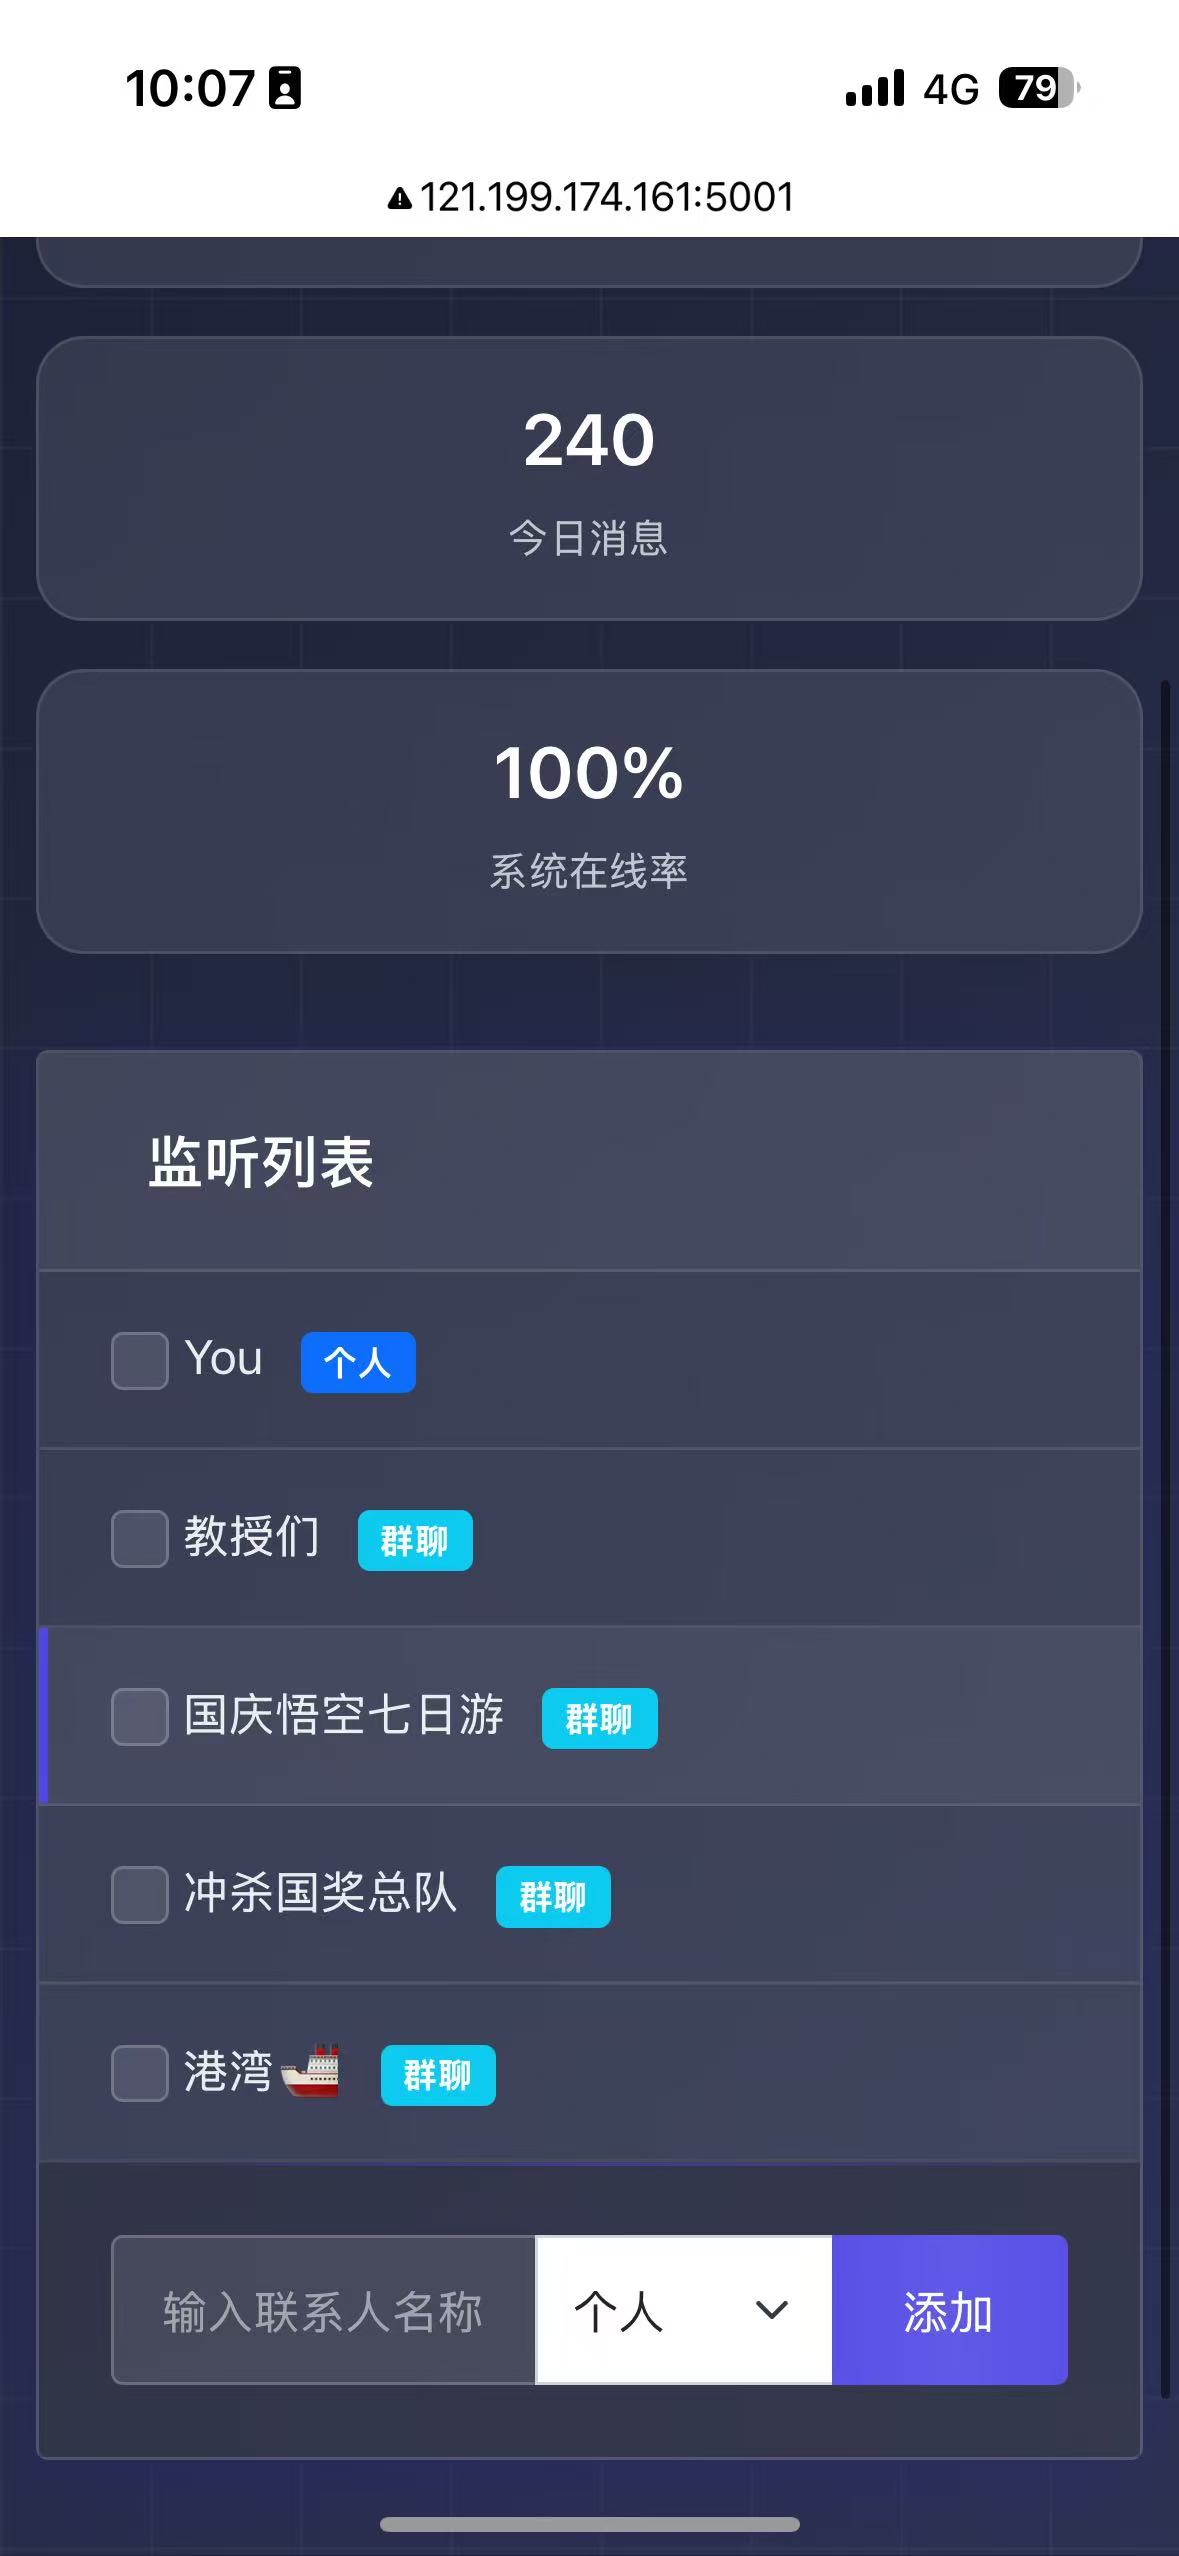 10:07 4G 79
121.199.174.161:5001
240
今日消息
100%
系统在线率
监听列表
You 个人
教授们 群聊
国庆悟空七日游 群聊
冲杀国奖总队 群聊
港湾🚢 群聊
输入联系人名称 个人 添加